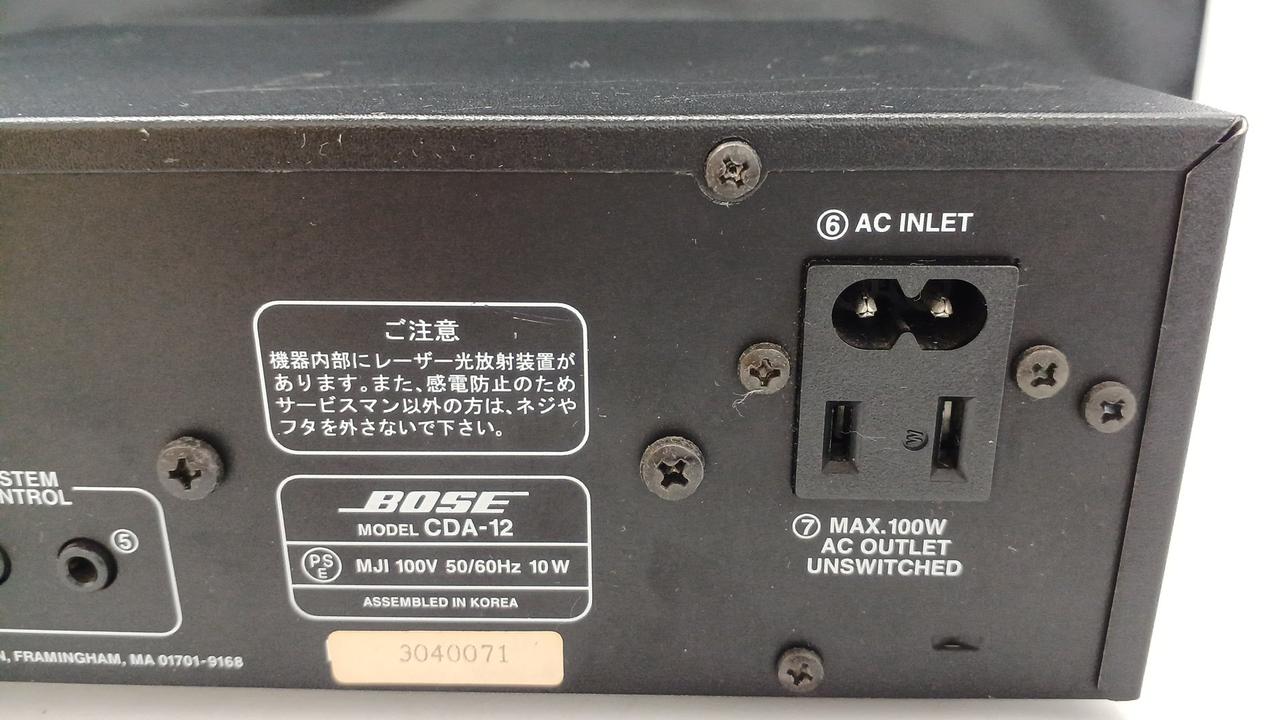 ⑥ AC INLET
ご注意
機器内部にレーザー光放射装置が
あります。また、感電防止のため
サービスマン以外の方は、ネジや
フタを外さないで下さい。
STEM
NTROL
⑤
BOSE
MODEL CDA-12
PS
E
MJI 100V 50/60Hz 10W
ASSEMBLED IN KOREA
⑦ MAX.100W
AC OUTLET
UNSWITCHED
N, FRAMINGHAM, MA 01701-9168
3040071